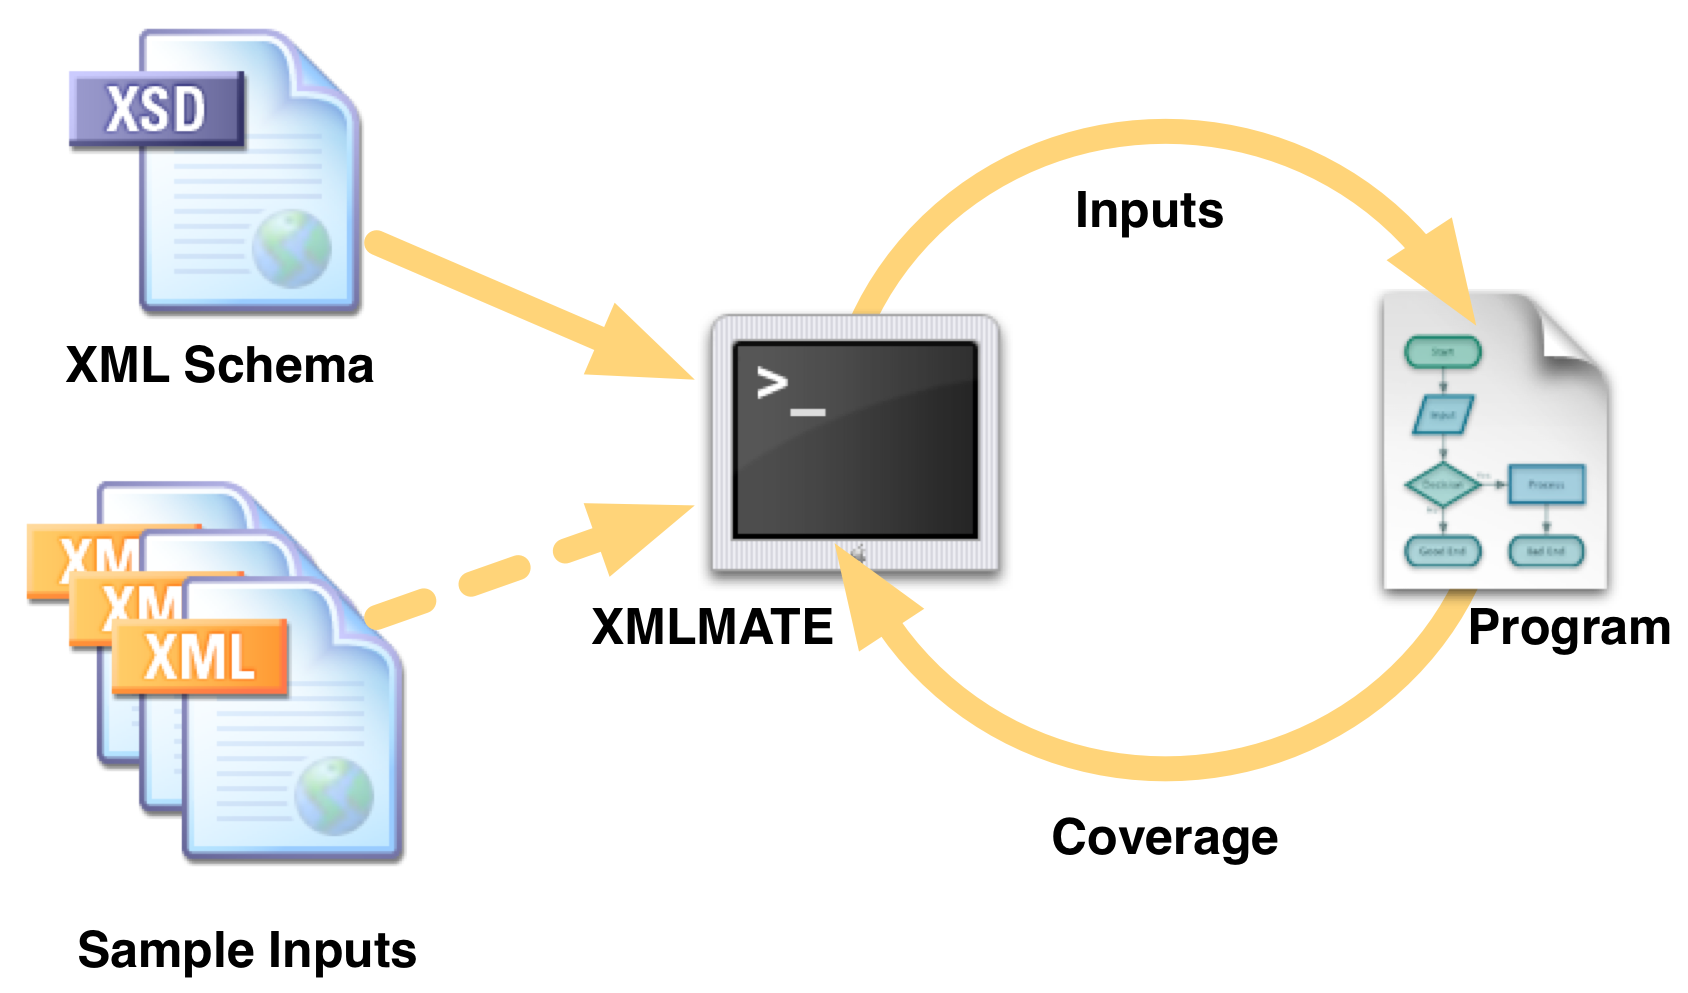 XSD
XML Schema
XM
XM
XML
Sample Inputs
>_
XMLMATE
Inputs
Coverage
Start
Input
Decision
Yes
Process
Good End
Bad End
Program